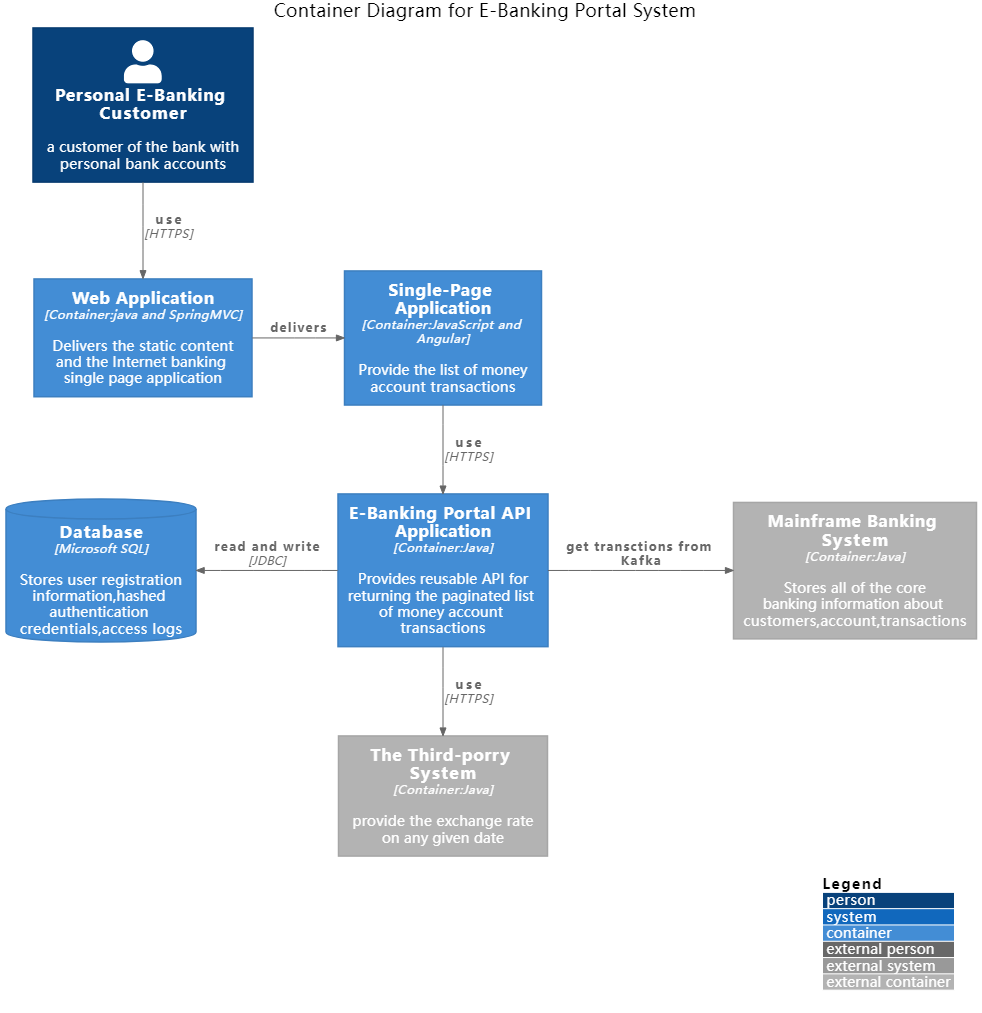 Container Diagram for E-Banking Portal System
Personal E-Banking
Customer
a customer of the bank with
personal bank accounts
use
[HTTPS]
Web Application
[Container:java and SpringMVC]
Delivers the static content
and the Internet banking
single page application
delivers
Single-Page
Application
[Container:JavaScript and
Angular]
Provide the list of money
account transactions
use
[HTTPS]
Database
[Microsoft SQL]
Stores user registration
information,hashed
authentication
credentials,access logs
read and write
[JDBC]
E-Banking Portal API
Application
[Container:Java]
Provides reusable API for
returning the paginated list
of money account
transactions
get transctions from
Kafka
Mainframe Banking
System
[Container:Java]
Stores all of the core
banking information about
customers,account,transactions
use
[HTTPS]
The Third-porry
System
[Container:Java]
provide the exchange rate
on any given date
Legend
person
system
container
external person
external system
external container